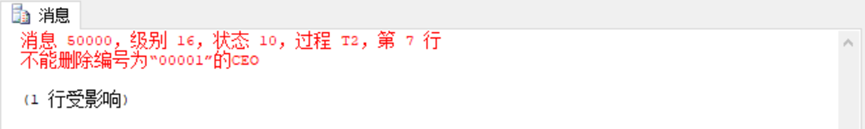 消息
消息 50000，级别 16，状态 10，过程 T2，第 7 行
不能删除编号为“00001”的CEO
(1 行受影响)